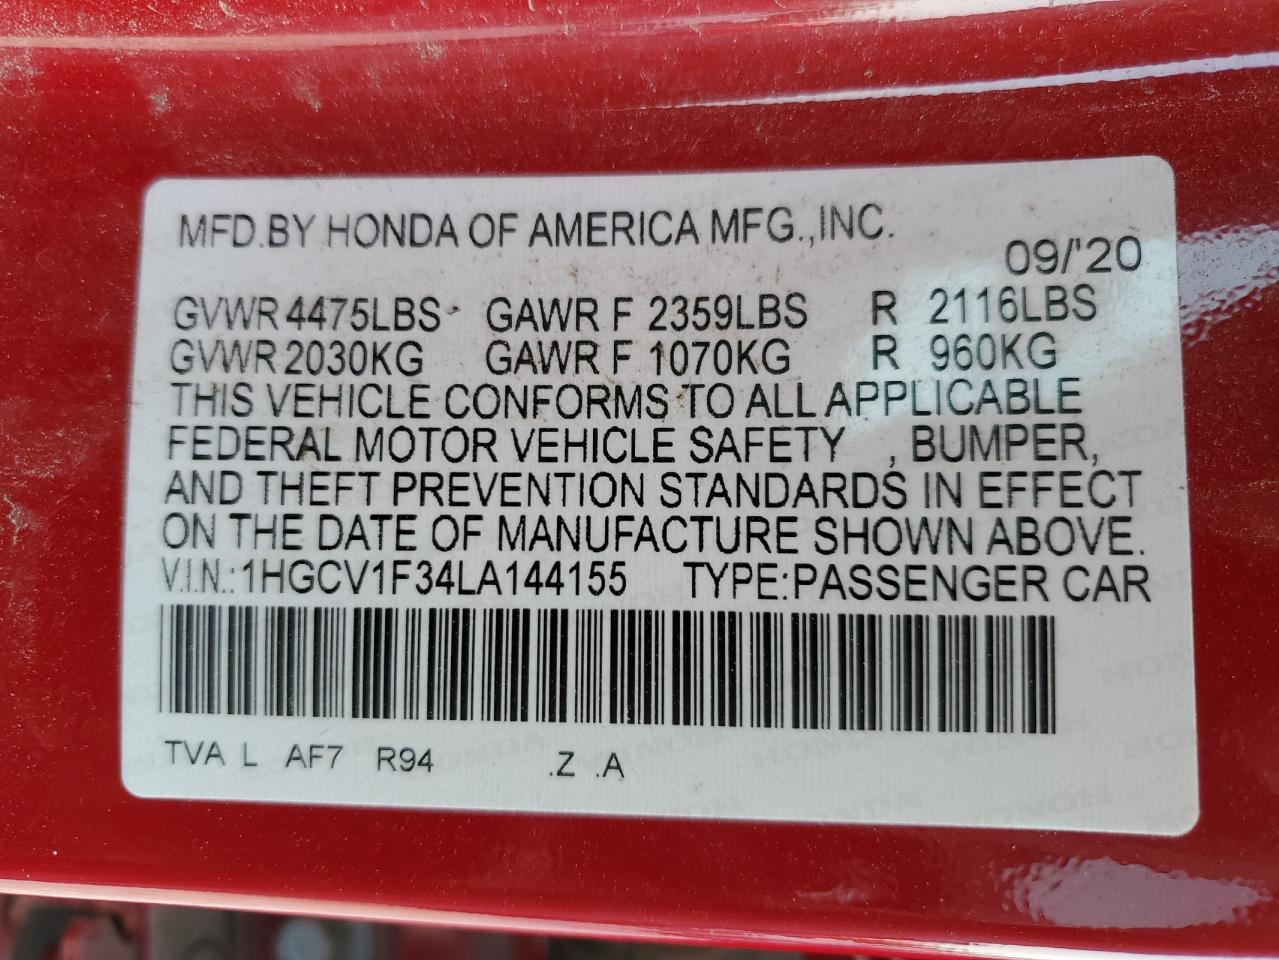 MFD.BY HONDA OF AMERICA MFG.,INC.
09/'20
GVWR 4475LBS GAWR F 2359LBS R 2116LBS
GVWR 2030KG GAWR F 1070KG R 960KG
THIS VEHICLE CONFORMS TO ALL APPLICABLE
FEDERAL MOTOR VEHICLE SAFETY , BUMPER,
AND THEFT PREVENTION STANDARDS IN EFFECT
ON THE DATE OF MANUFACTURE SHOWN ABOVE.
V.I.N.:1HGCV1F34LA144155 TYPE:PASSENGER CAR
TVA L AF7 R94 .Z .A